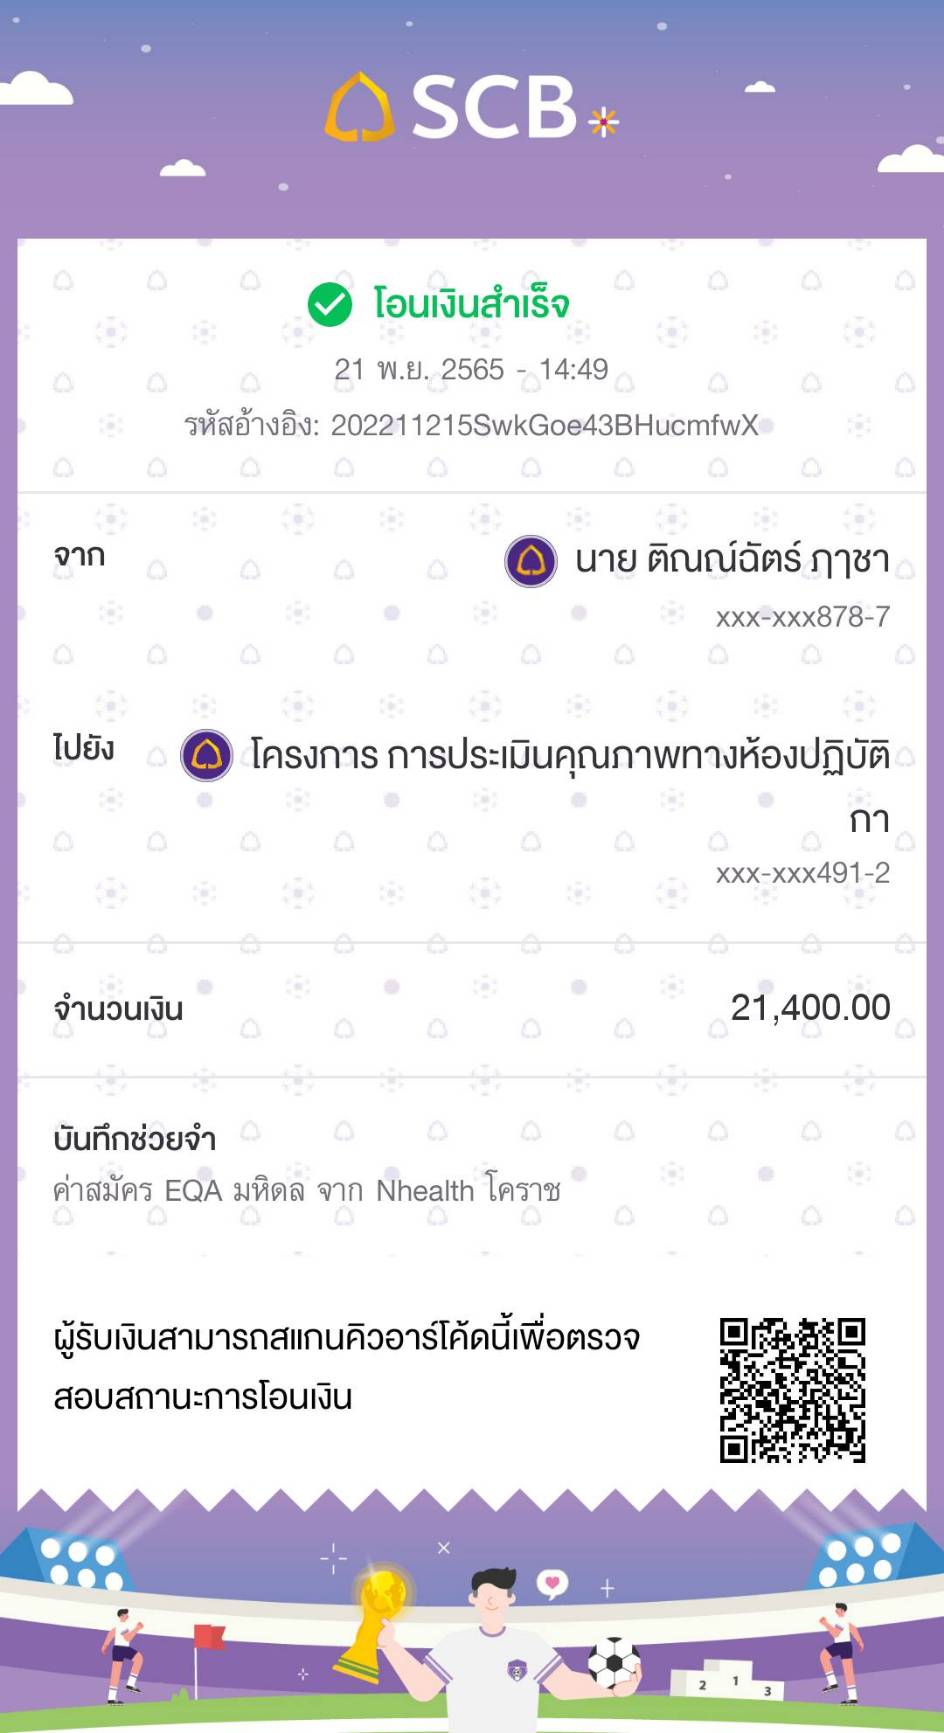 SCB
โอนเงินสำเร็จ
21 พ.ย. 2565 - 14:49
รหัสอ้างอิง: 202211215SwkGoe43BHucmfwX
จาก
นาย ติณณ์ฉัตร์ ฦๅชา
xxx-xxx878-7
ไปยัง
โครงการ การประเมินคุณภาพทางห้องปฏิบัติ
กา
xxx-xxx491-2
จำนวนเงิน
21,400.00
บันทึกช่วยจำ
ค่าสมัคร EQA มหิดล จาก Nhealth โคราช
ผู้รับเงินสามารถสแกนคิวอาร์โค้ดนี้เพื่อตรวจ
สอบสถานะการโอนเงิน
2 1 3